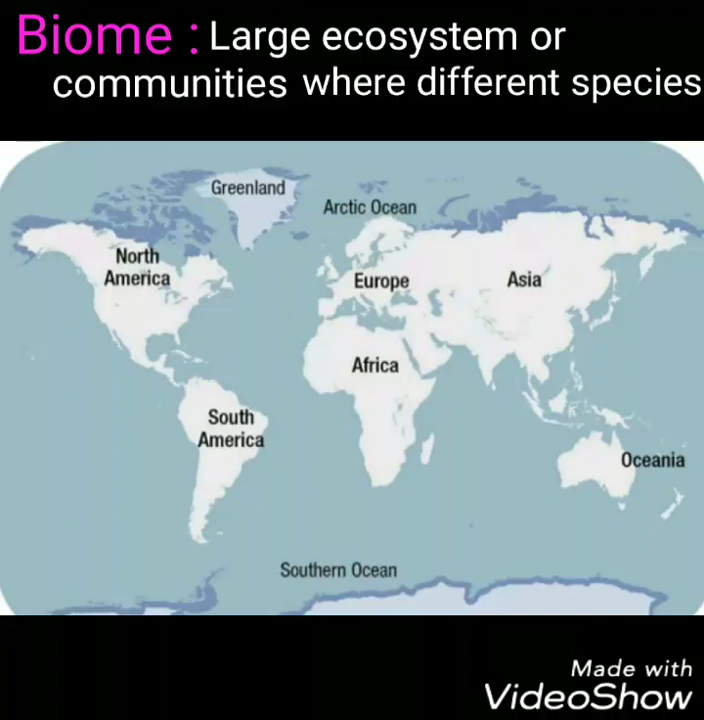 Biome : Large ecosystem or
communities where different species
Greenland
Arctic Ocean
North
America
Europe
Asia
Africa
South
America
Oceania
Southern Ocean
Made with
VideoShow